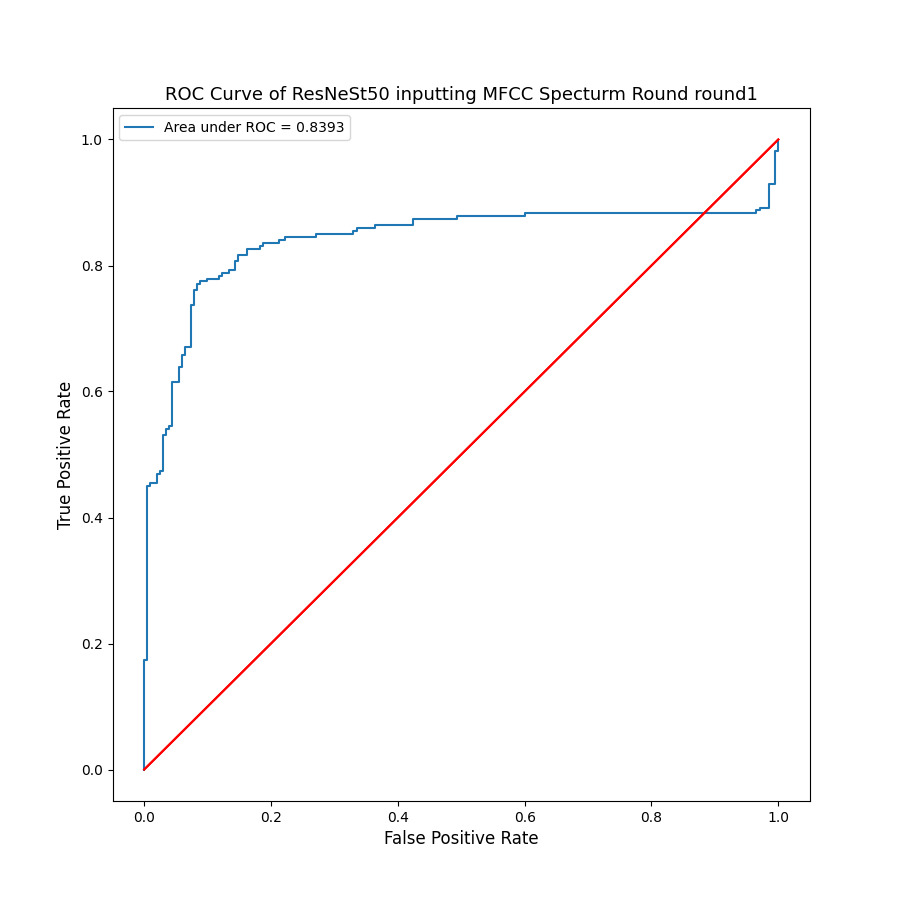 ROC Curve of ResNeSt50 inputting MFCC Specturm Round round1
Area under ROC = 0.8393
1.0
0.8
0.6
0.4
0.2
0.0
True Positive Rate
0.0 0.2 0.4 0.6 0.8 1.0
False Positive Rate